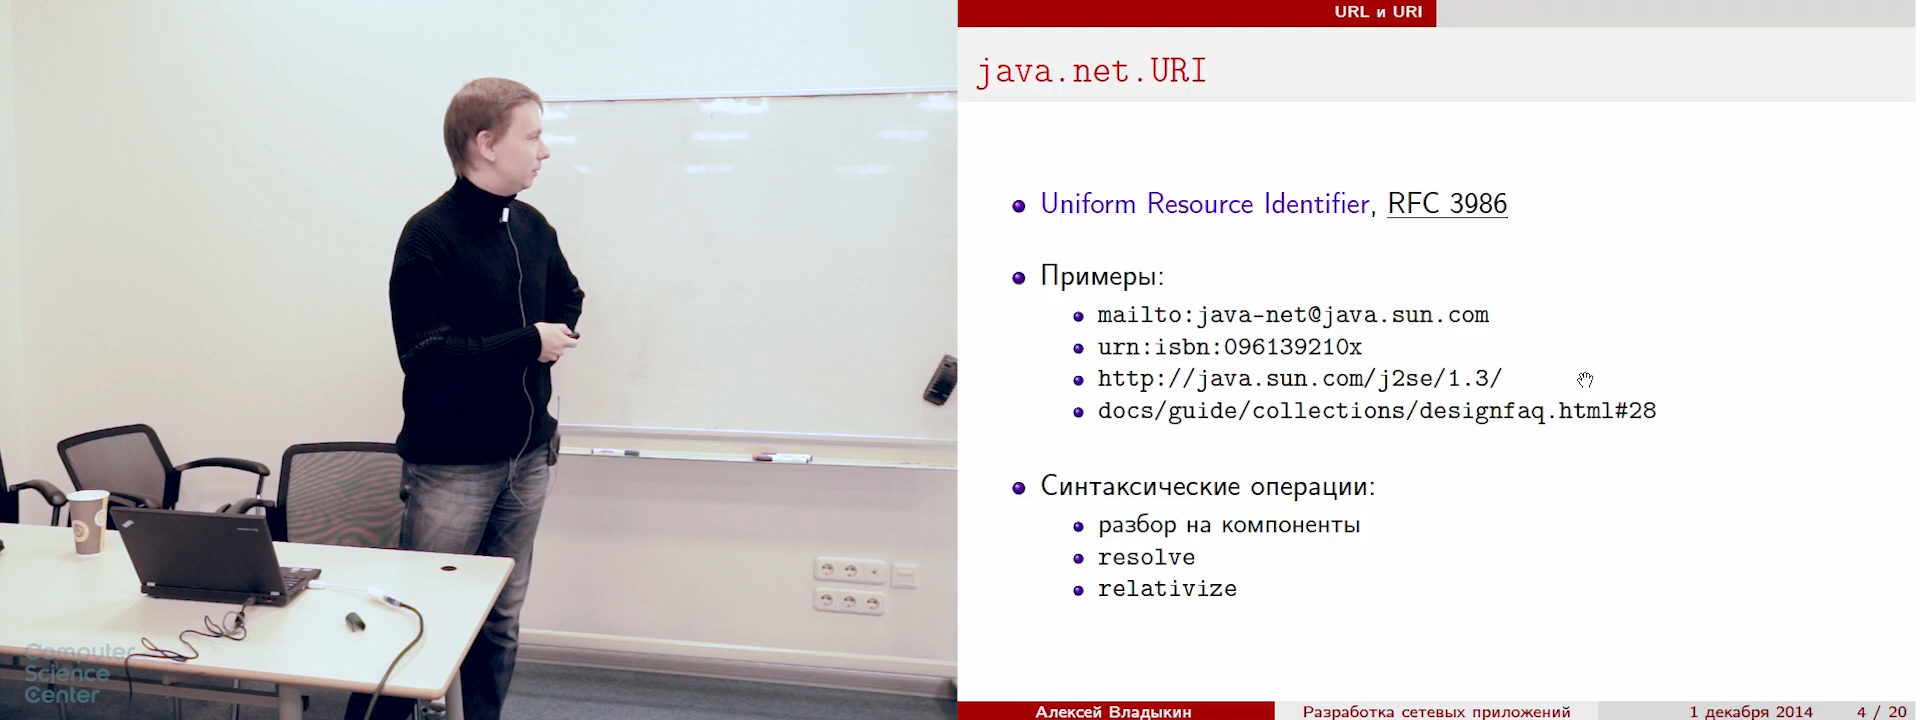 URL и URI
java.net.URI
Uniform Resource Identifier, RFC 3986
Примеры:
mailto:java-net@java.sun.com
urn:isbn:096139210x
http://java.sun.com/j2se/1.3/
docs/guide/collections/designfaq.html#28
Синтаксические операции:
разбор на компоненты
resolve
relativize
Computer
Science
Center
Алексей Владыкин
Разработка сетевых приложений
1 декабря 2014
4 / 20